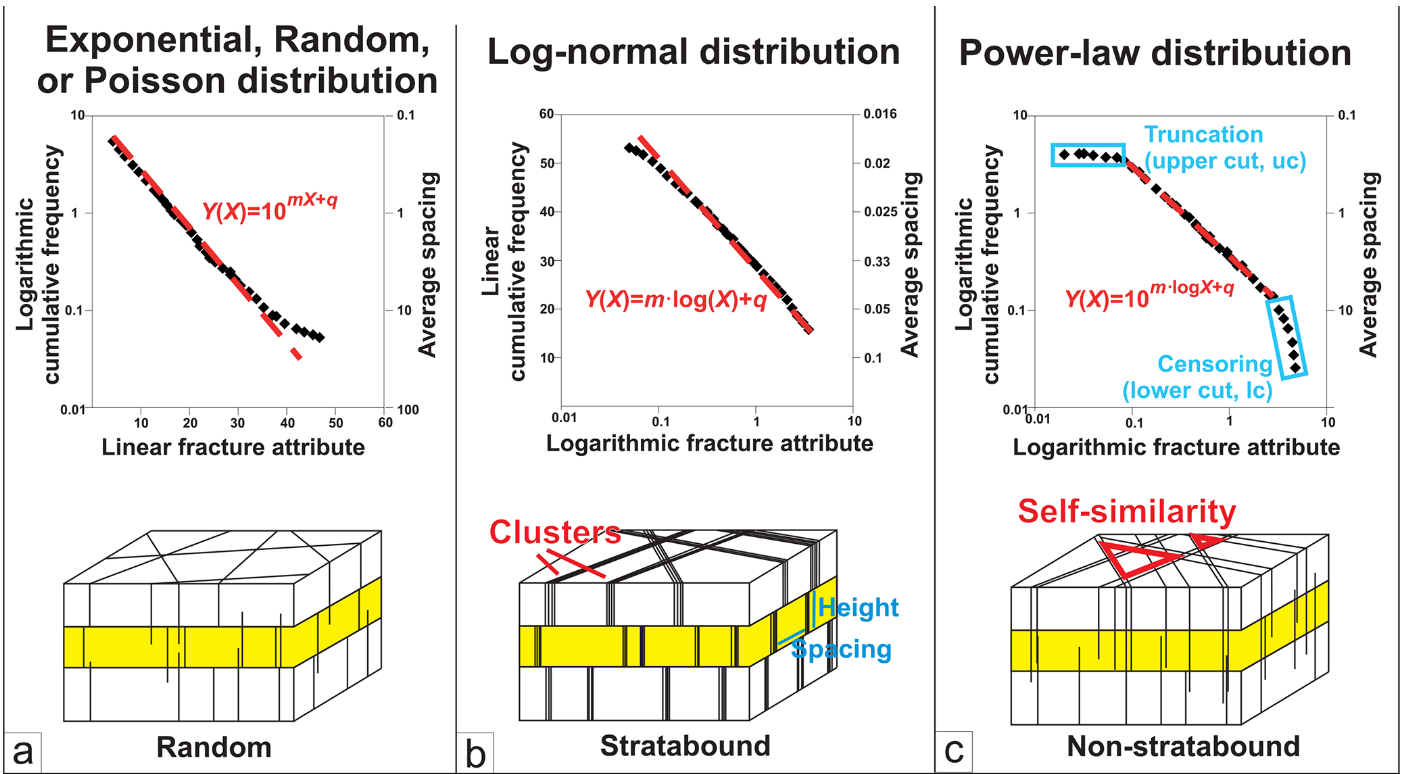 Exponential, Random,
or Poisson distribution
10
1
0.1
0.01
Logarithmic
cumulative frequency
Y(X)=10^{mX+q}
0.1
1
10
100
Average spacing
10
20
30
40
50
60
Linear fracture attribute
Random
a
Log-normal distribution
60
50
40
30
20
10
Linear
cumulative frequency
Y(X)=m·log(X)+q
0.016
0.02
0.025
0.33
0.05
0.1
Average spacing
0.01
0.1
1
10
Logarithmic fracture attribute
Clusters
Height
Spacing
Stratabound
b
Power-law distribution
10
1
0.1
0.01
Logarithmic
cumulative frequency
Truncation
(upper cut, uc)
Y(X)=10^{m·logX+q}
Censoring
(lower cut, lc)
0.1
1
10
Average spacing
0.01
0.1
1
10
Logarithmic fracture attribute
Self-similarity
Non-stratabound
c